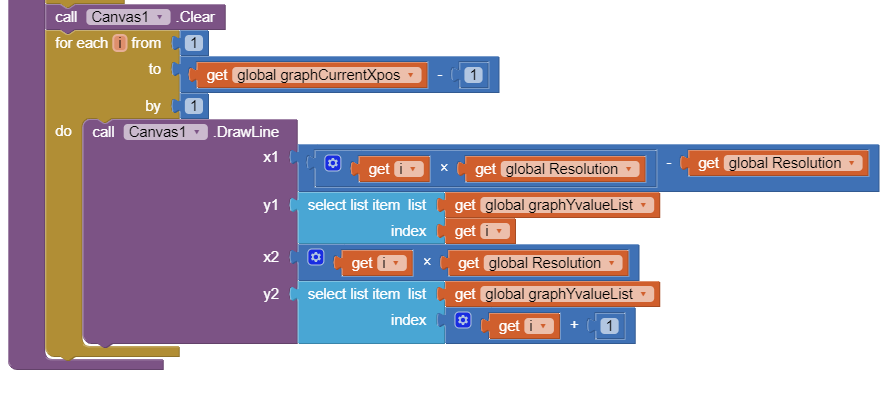 call Canvas1 .Clear
for each i from 1
to get global graphCurrentXpos - 1
by 1
do call Canvas1 .DrawLine
x1 get i × get global Resolution - get global Resolution
y1 select list item list get global graphYvalueList
index get i
x2 get i × get global Resolution
y2 select list item list get global graphYvalueList
index get i + 1